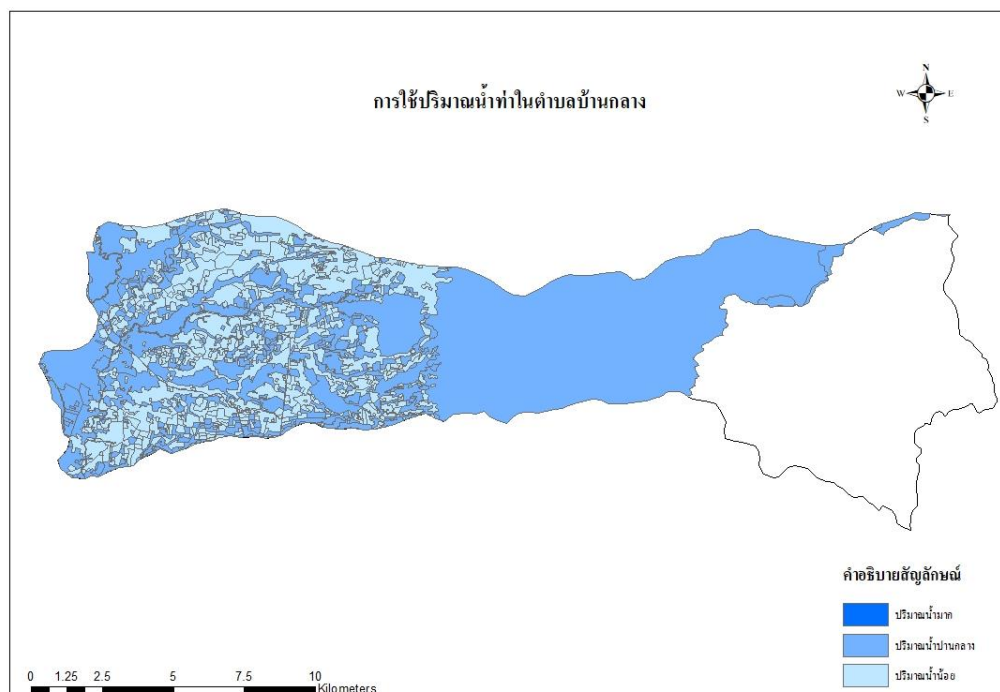 การใช้ปริมาณน้ำท่าในตำบลบ้านกลาง
N
W E
S
คำอธิบายสัญลักษณ์
ปริมาณน้ำมาก
ปริมาณน้ำปานกลาง
ปริมาณน้ำน้อย
0 1.25 2.5 5 7.5 10
Kilometers